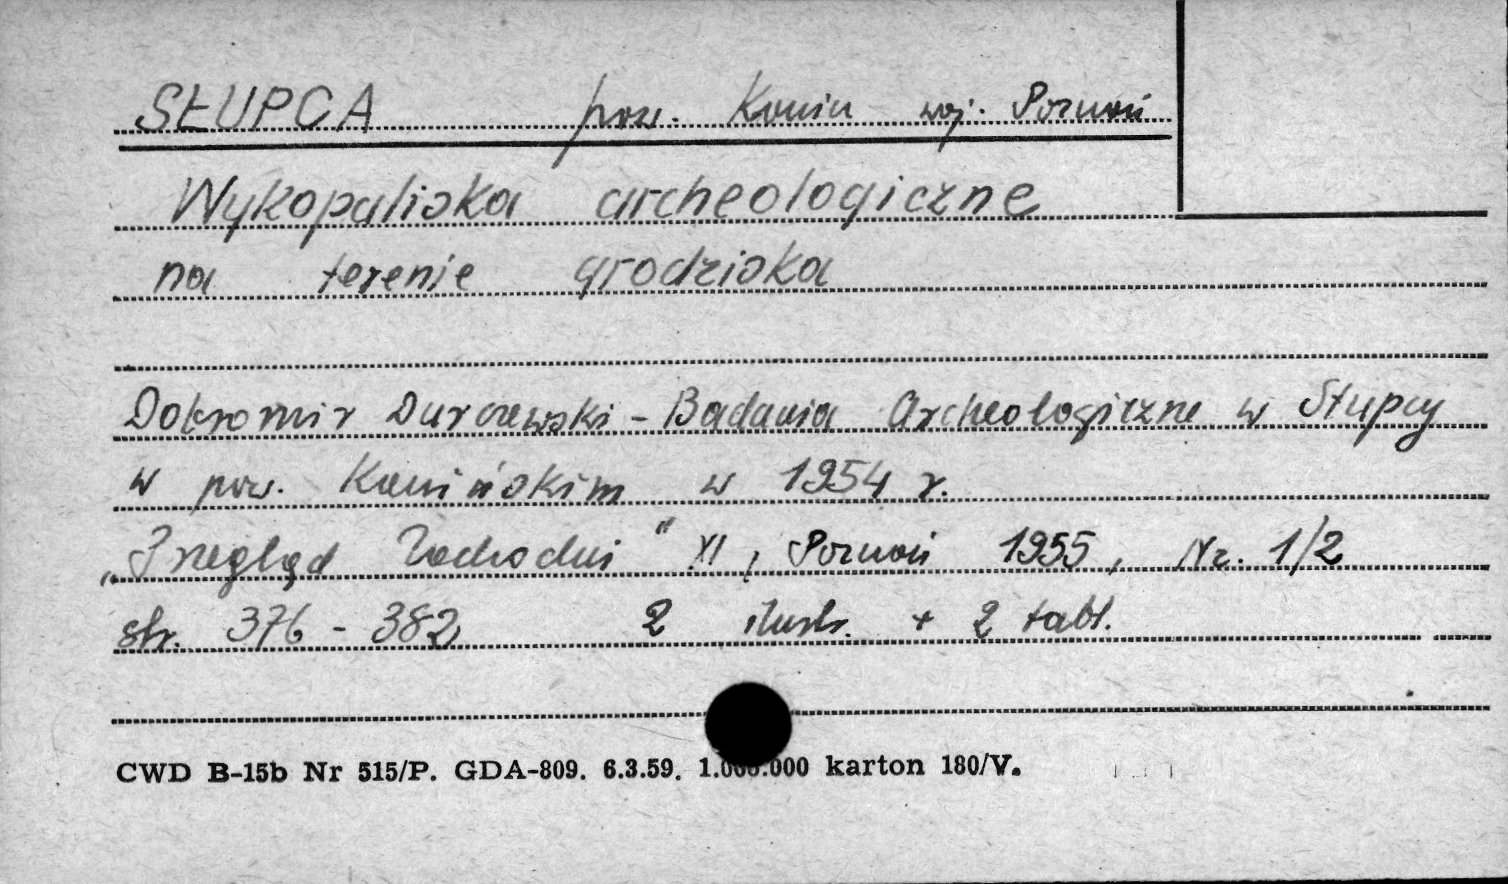 SŁUPCA pow. Konin woj. Poznań
Wykopaliska archeologiczne
na terenie grodziska
Dobromir Durczewski - Badania Archeologiczne w Słupcy
w pow. Konińskim w 1954 r.
„Przegląd Zachodni" XI, Poznań 1955, Nr. 1/2
str. 376 - 382 2 ilustr. + 2 tabl.
CWD B-15b Nr 515/P. GDA-809. 6.3.59. 1.000.000 karton 180/V.